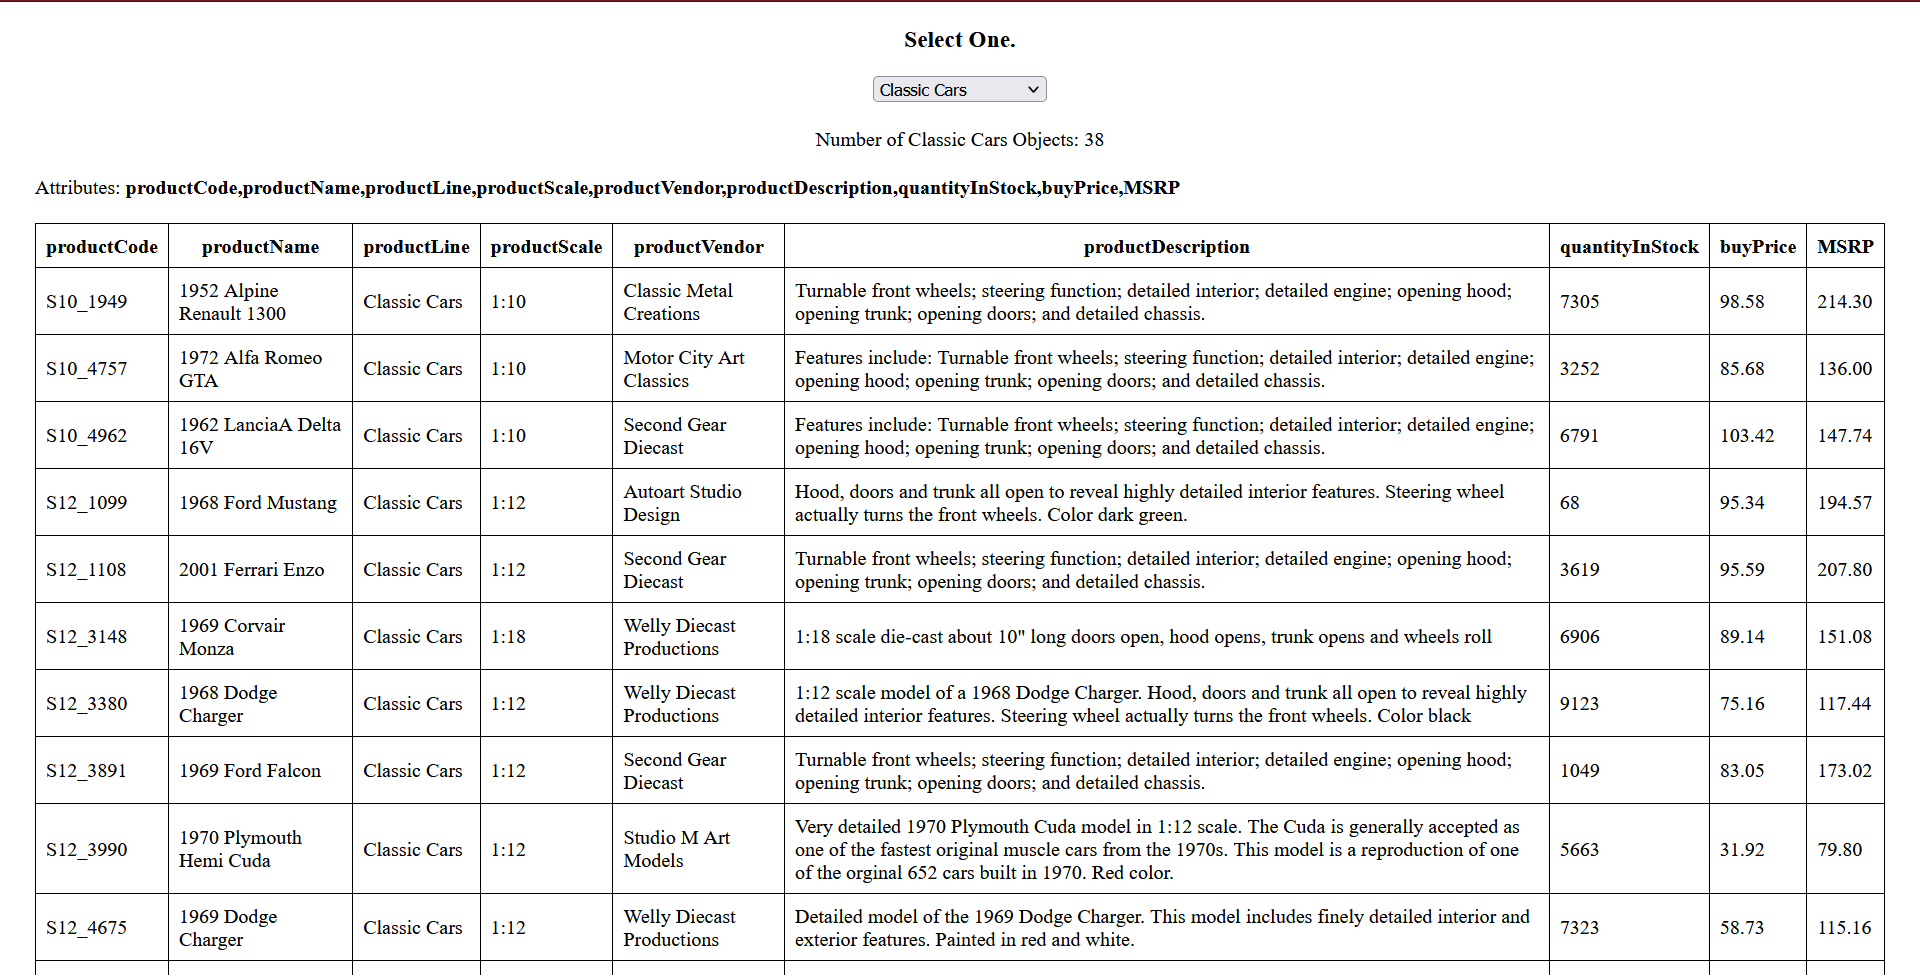 Select One.
Classic Cars
Number of Classic Cars Objects: 38
Attributes: productCode,productName,productLine,productScale,productVendor,productDescription,quantityInStock,buyPrice,MSRP
productCode productName productLine productScale productVendor productDescription quantityInStock buyPrice MSRP
S10_1949
1952 Alpine
Renault 1300
Classic Cars
1:10
Classic Metal
Creations
Turnable front wheels; steering function; detailed interior; detailed engine; opening hood;
opening trunk; opening doors; and detailed chassis.
7305
98.58
214.30
S10_4757
1972 Alfa Romeo
GTA
Classic Cars
1:10
Motor City Art
Classics
Features include: Turnable front wheels; steering function; detailed interior; detailed engine;
opening hood; opening trunk; opening doors; and detailed chassis.
3252
85.68
136.00
S10_4962
1962 LanciaA Delta
16V
Classic Cars
1:10
Second Gear
Diecast
Features include: Turnable front wheels; steering function; detailed interior; detailed engine;
opening hood; opening trunk; opening doors; and detailed chassis.
6791
103.42
147.74
S12_1099
1968 Ford Mustang
Classic Cars
1:12
Autoart Studio
Design
Hood, doors and trunk all open to reveal highly detailed interior features. Steering wheel
actually turns the front wheels. Color dark green.
68
95.34
194.57
S12_1108
2001 Ferrari Enzo
Classic Cars
1:12
Second Gear
Diecast
Turnable front wheels; steering function; detailed interior; detailed engine; opening hood;
opening trunk; opening doors; and detailed chassis.
3619
95.59
207.80
S12_3148
1969 Corvair
Monza
Classic Cars
1:18
Welly Diecast
Productions
1:18 scale die-cast about 10" long doors open, hood opens, trunk opens and wheels roll
6906
89.14
151.08
S12_3380
1968 Dodge
Charger
Classic Cars
1:12
Welly Diecast
Productions
1:12 scale model of a 1968 Dodge Charger. Hood, doors and trunk all open to reveal highly
detailed interior features. Steering wheel actually turns the front wheels. Color black
9123
75.16
117.44
S12_3891
1969 Ford Falcon
Classic Cars
1:12
Second Gear
Diecast
Turnable front wheels; steering function; detailed interior; detailed engine; opening hood;
opening trunk; opening doors; and detailed chassis.
1049
83.05
173.02
S12_3990
1970 Plymouth
Hemi Cuda
Classic Cars
1:12
Studio M Art
Models
Very detailed 1970 Plymouth Cuda model in 1:12 scale. The Cuda is generally accepted as
one of the fastest original muscle cars from the 1970s. This model is a reproduction of one
of the orginal 652 cars built in 1970. Red color.
5663
31.92
79.80
S12_4675
1969 Dodge
Charger
Classic Cars
1:12
Welly Diecast
Productions
Detailed model of the 1969 Dodge Charger. This model includes finely detailed interior and
exterior features. Painted in red and white.
7323
58.73
115.16